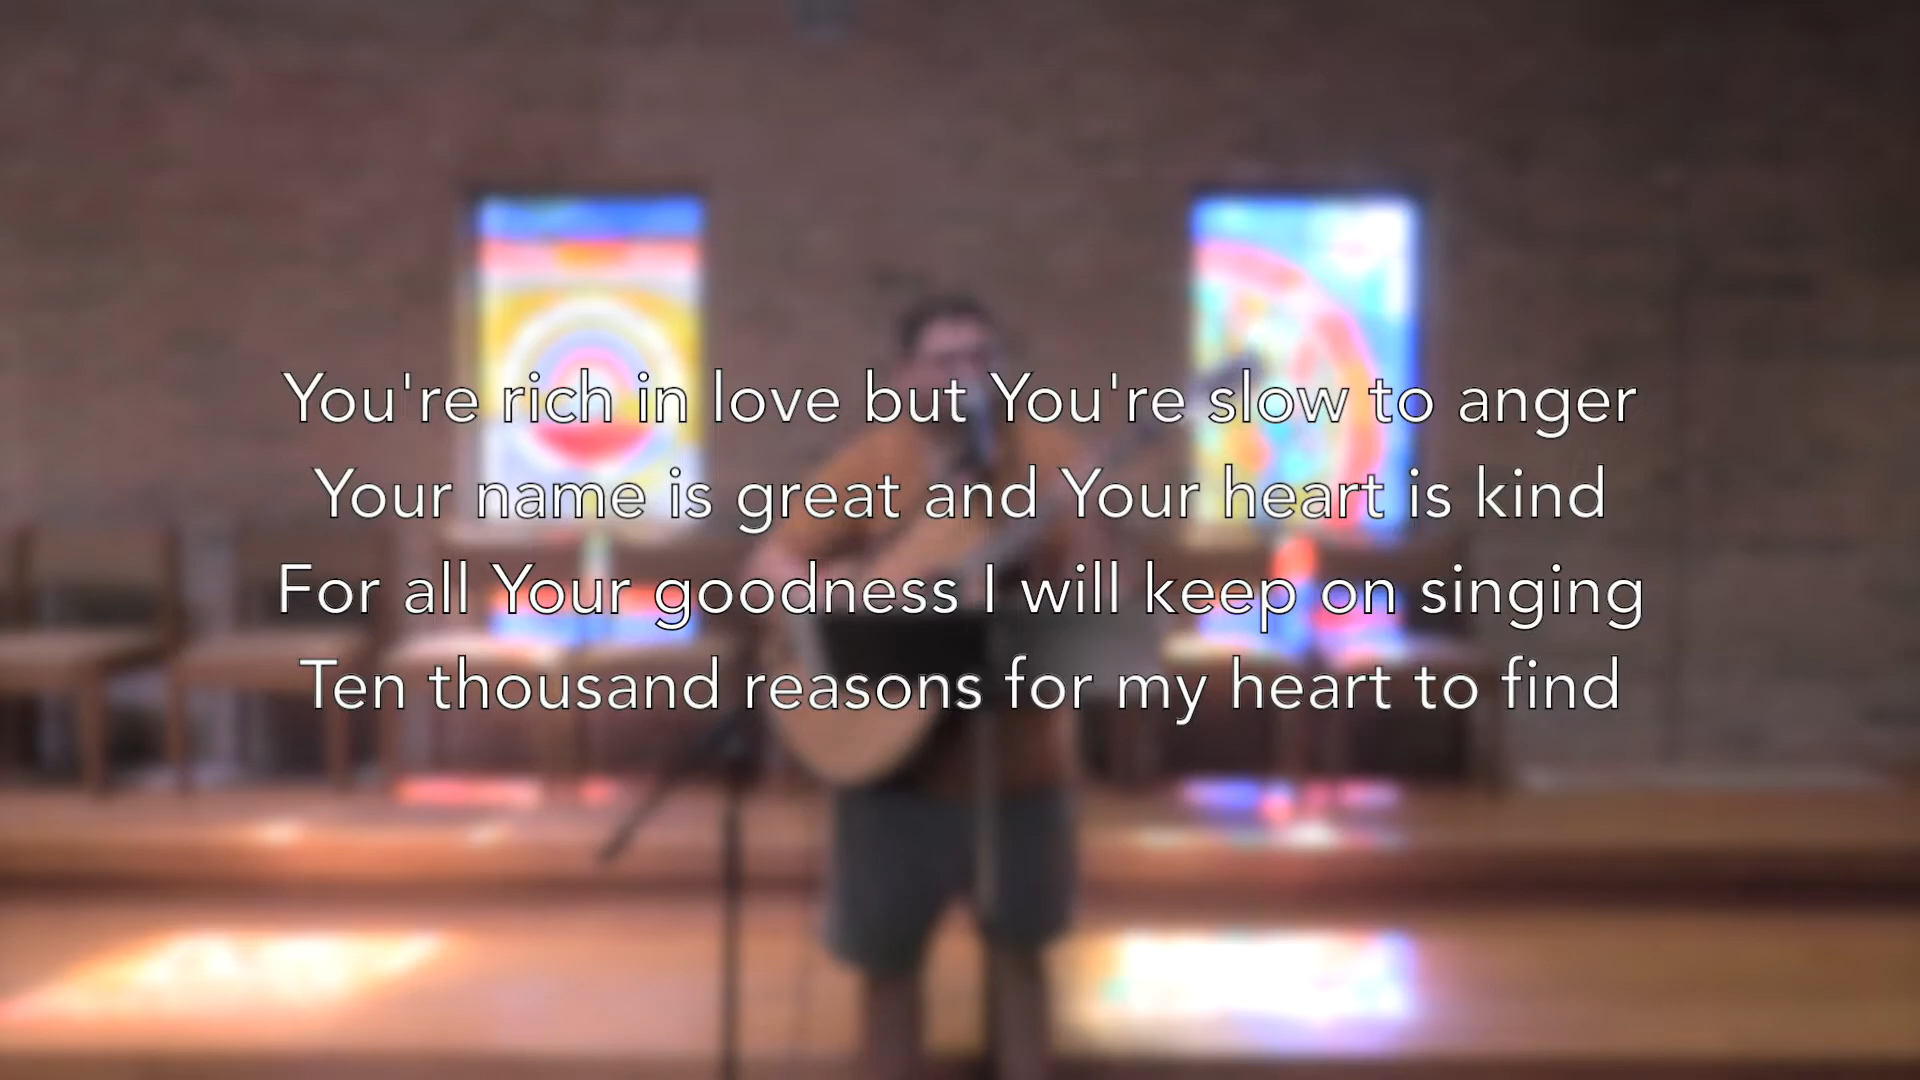 You're rich in love but You're slow to anger
Your name is great and Your heart is kind
For all Your goodness I will keep on singing
Ten thousand reasons for my heart to find